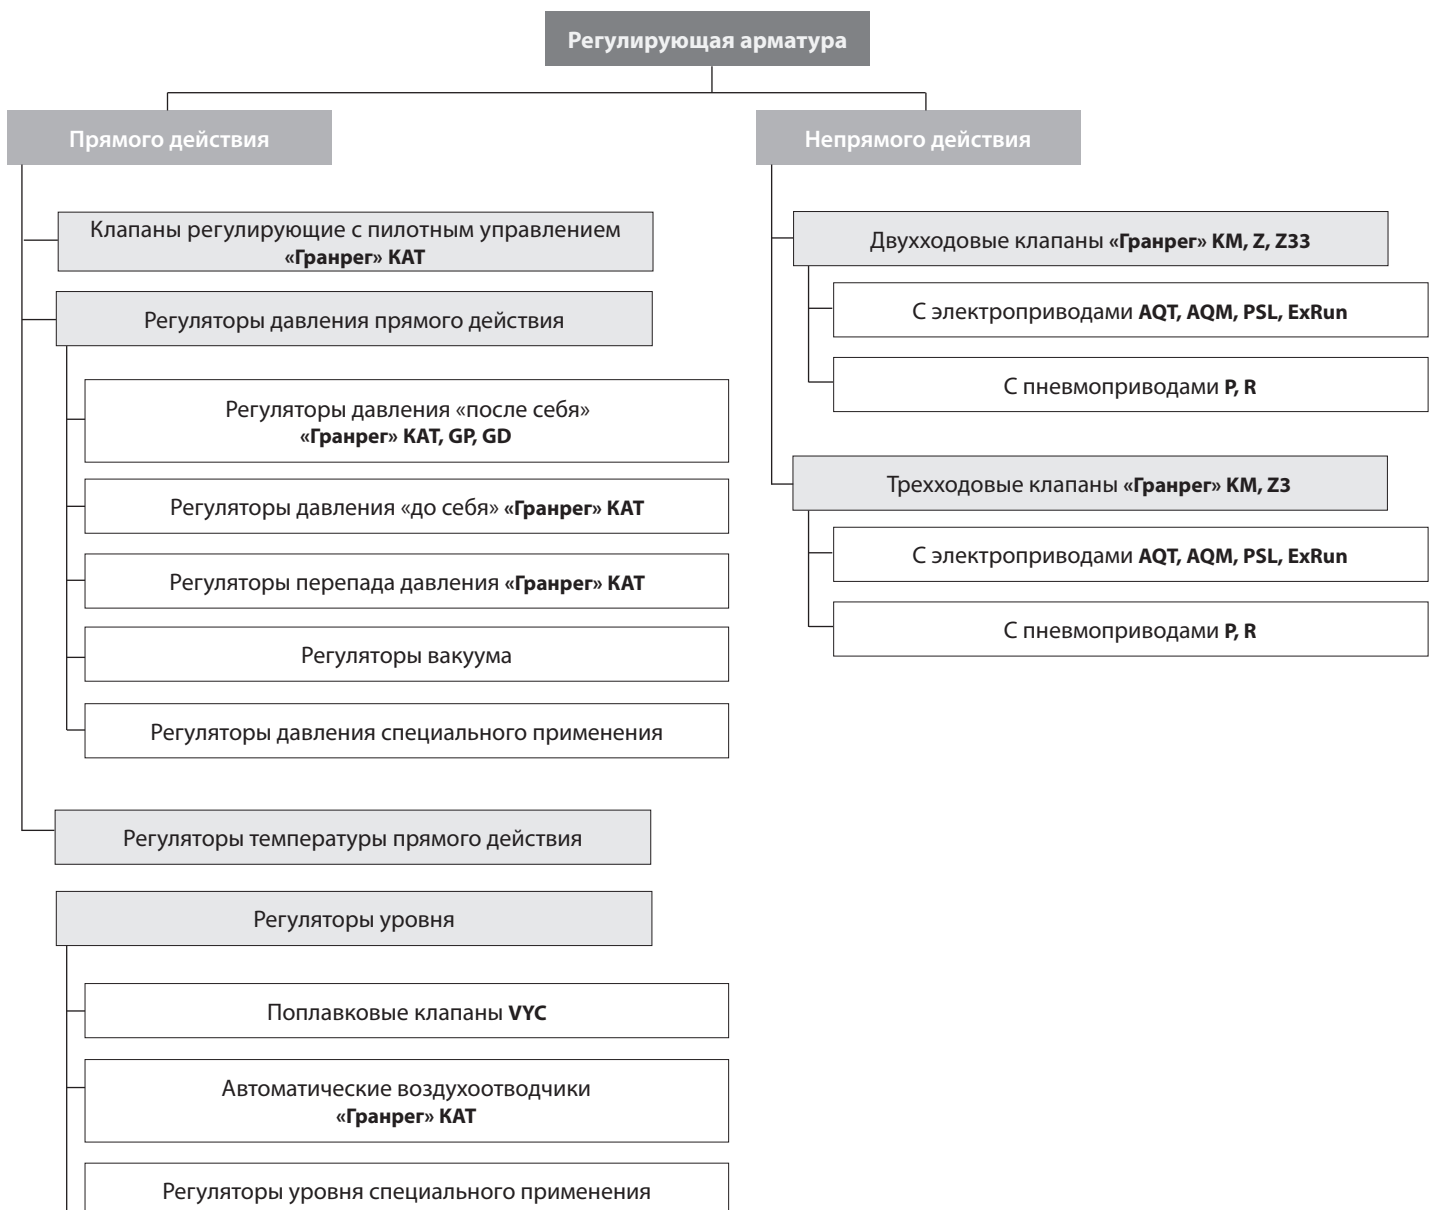 Регулирующая арматура
Прямого действия
Клапаны регулирующие с пилотным управлением
«Гранрег» КАТ
Регуляторы давления прямого действия
Регуляторы давления «после себя»
«Гранрег» КАТ, GP, GD
Регуляторы давления «до себя» «Гранрег» КАТ
Регуляторы перепада давления «Гранрег» КАТ
Регуляторы вакуума
Регуляторы давления специального применения
Регуляторы температуры прямого действия
Регуляторы уровня
Поплавковые клапаны VYC
Автоматические воздухоотводчики
«Гранрег» КАТ
Регуляторы уровня специального применения
Непрямого действия
Двухходовые клапаны «Гранрег» КМ, Z, Z33
С электроприводами AQT, AQM, PSL, ExRun
С пневмоприводами P, R
Трехходовые клапаны «Гранрег» КМ, Z3
С электроприводами AQT, AQM, PSL, ExRun
С пневмоприводами P, R